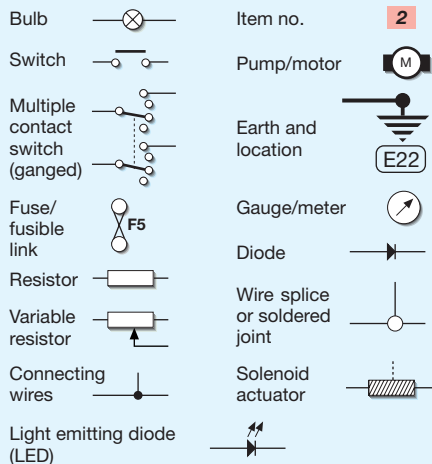 Bulb
Switch
Multiple
contact
switch
(ganged)
Fuse/
fusible
link
F5
Resistor
Variable
resistor
Connecting
wires
Light emitting diode
(LED)
Item no.
2
Pump/motor
M
Earth and
location
E22
Gauge/meter
Diode
Wire splice
or soldered
joint
Solenoid
actuator